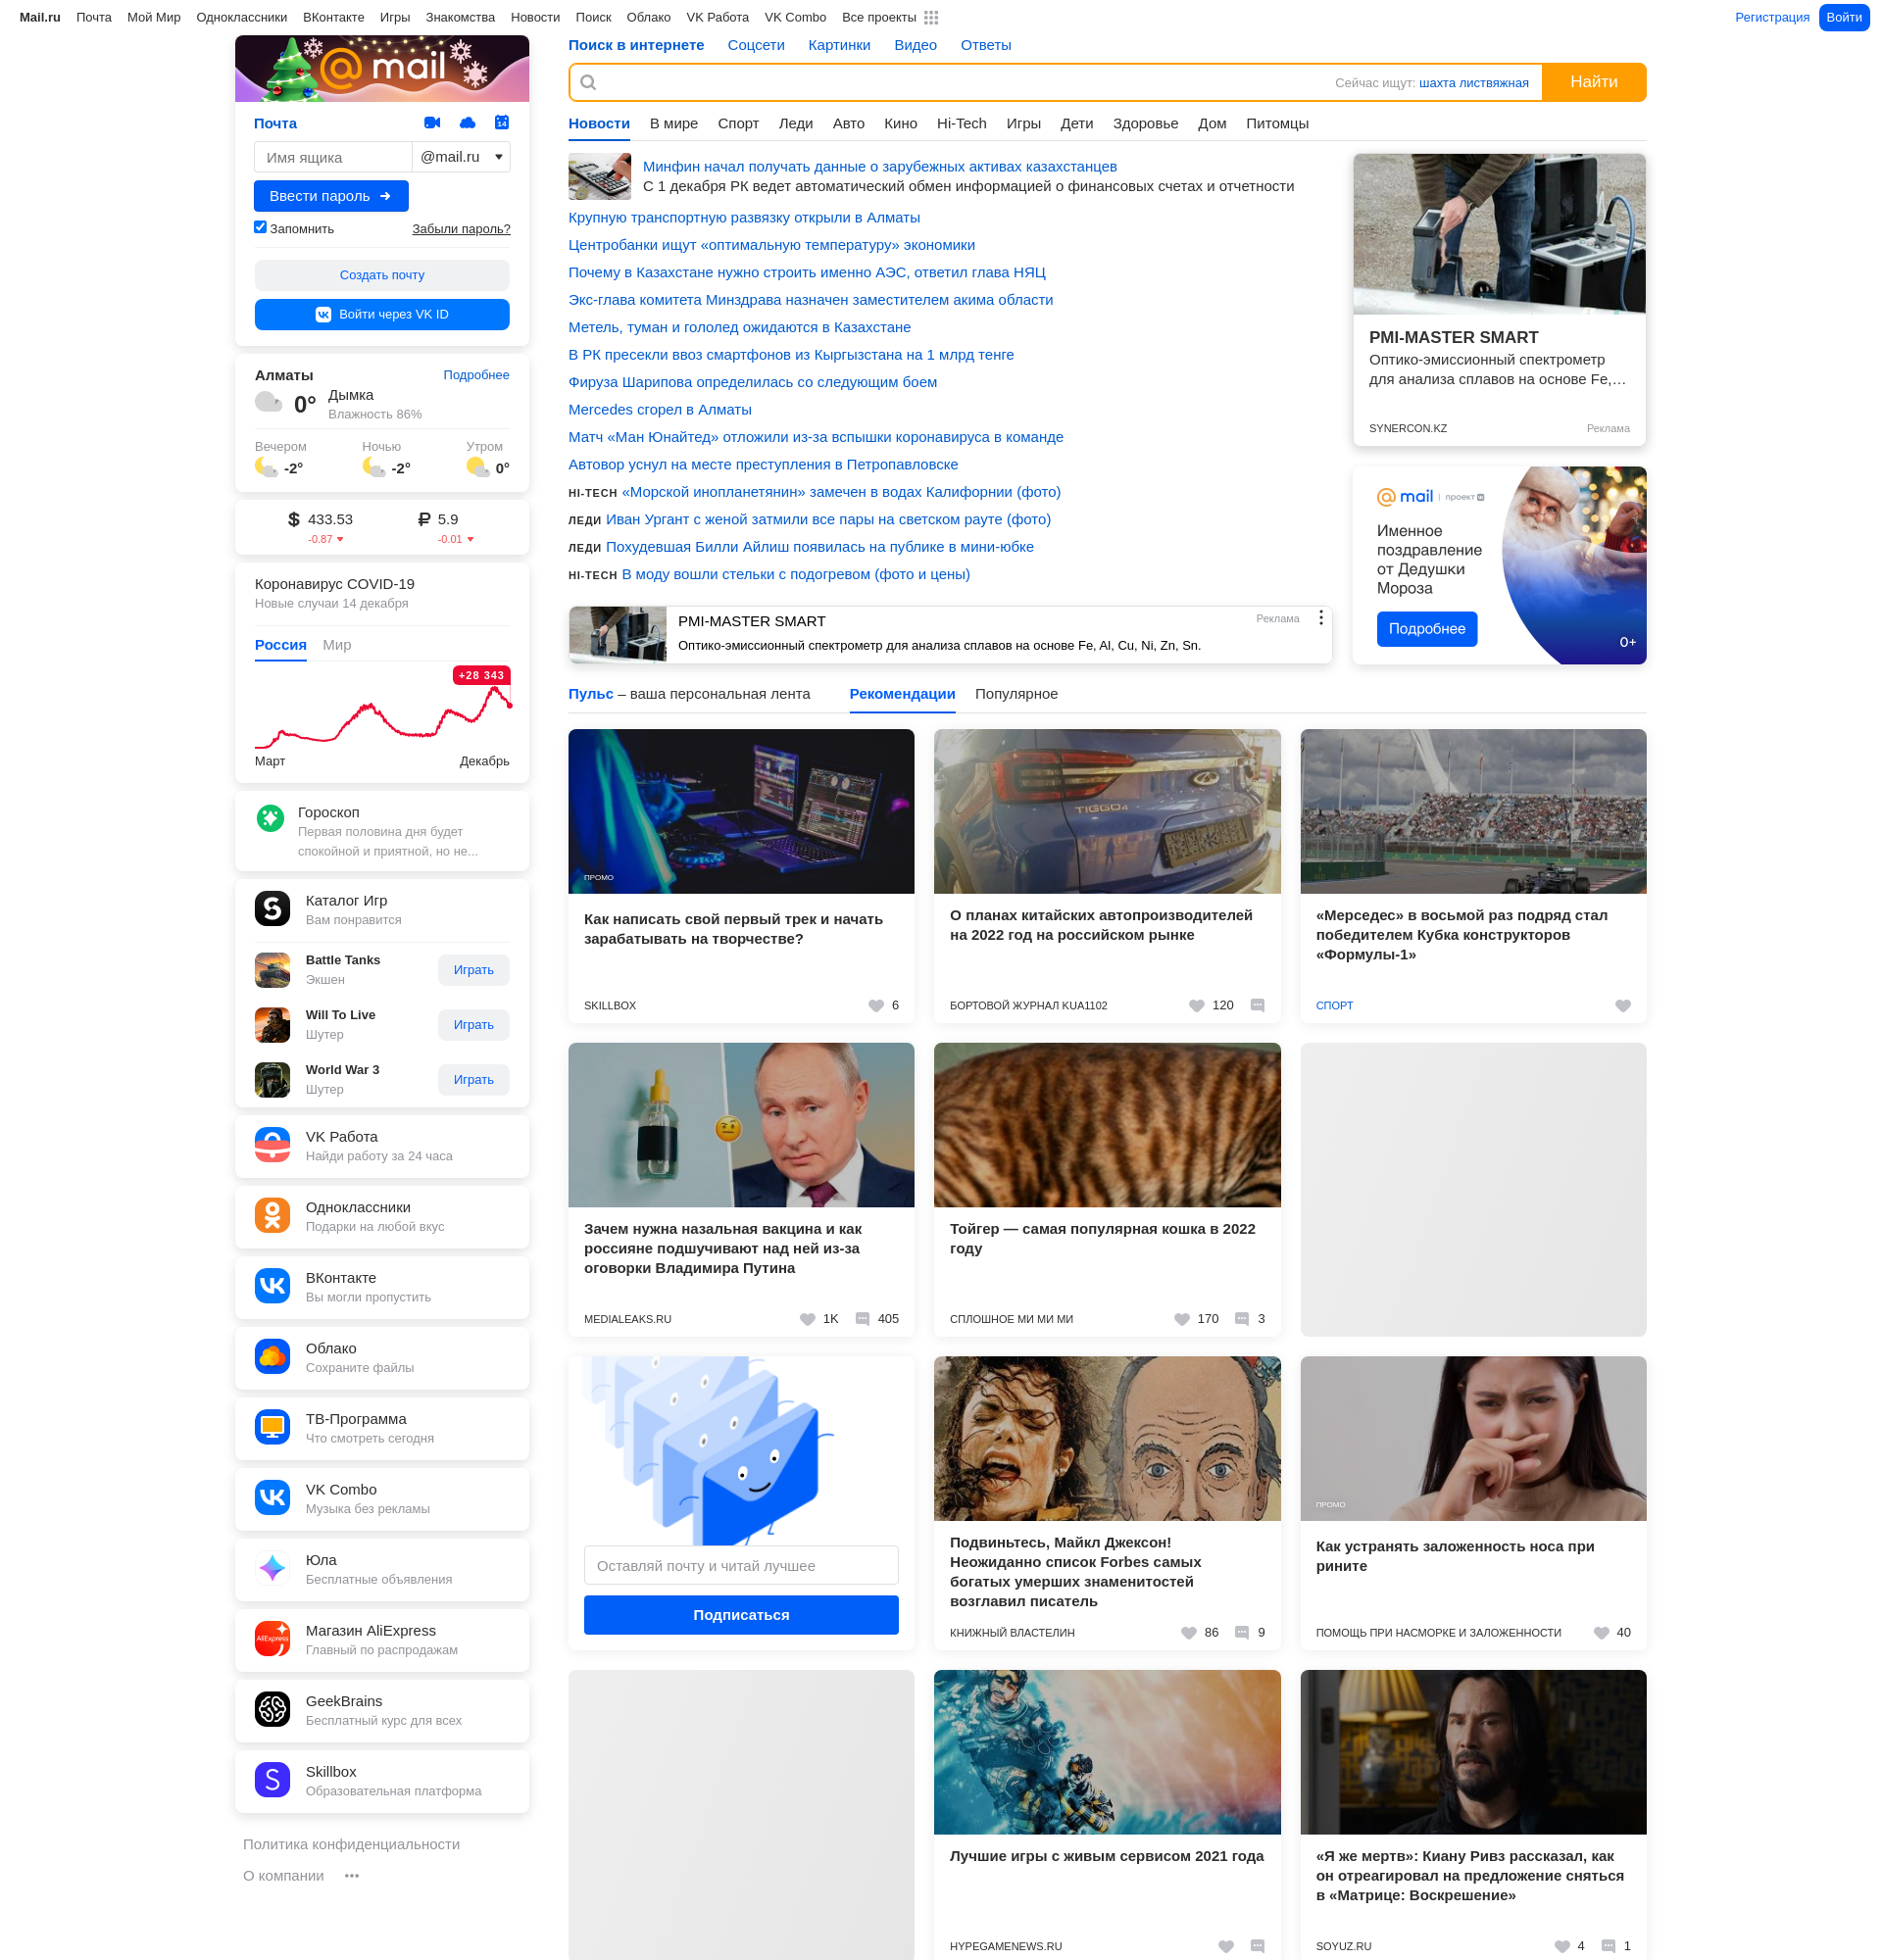 Mail.ru Почта Мой Мир Одноклассники ВКонтакте Игры Знакомства Новости Поиск Облако VK Работа VK Combo Все проекты
Регистрация Войти
@mail
Почта
14
Имя ящика @mail.ru
Ввести пароль
Запомнить Забыли пароль?
Создать почту
Войти через VK ID
Алматы Подробнее
0° Дымка
Влажность 86%
Вечером Ночью Утром
-2° -2° 0°
$ 433.53 ₽ 5.9
-0.87 -0.01
Коронавирус COVID-19
Новые случаи 14 декабря
Россия Мир
+28 343
Март Декабрь
Гороскоп
Первая половина дня будет
спокойной и приятной, но не...
Каталог Игр
Вам понравится
Battle Tanks
Экшен
Играть
Will To Live
Шутер
Играть
World War 3
Шутер
Играть
VK Работа
Найди работу за 24 часа
Одноклассники
Подарки на любой вкус
ВКонтакте
Вы могли пропустить
Облако
Сохраните файлы
ТВ-Программа
Что смотреть сегодня
VK Combo
Музыка без рекламы
Юла
Бесплатные объявления
AliExpress
Магазин AliExpress
Главный по распродажам
GeekBrains
Бесплатный курс для всех
Skillbox
Образовательная платформа
Политика конфиденциальности
О компании
Поиск в интернете Соцсети Картинки Видео Ответы
Сейчас ищут: шахта листвяжная Найти
Новости В мире Спорт Леди Авто Кино Hi-Tech Игры Дети Здоровье Дом Питомцы
Минфин начал получать данные о зарубежных активах казахстанцев
С 1 декабря РК ведет автоматический обмен информацией о финансовых счетах и отчетности
Крупную транспортную развязку открыли в Алматы
Центробанки ищут «оптимальную температуру» экономики
Почему в Казахстане нужно строить именно АЭС, ответил глава НЯЦ
Экс-глава комитета Минздрава назначен заместителем акима области
Метель, туман и гололед ожидаются в Казахстане
В РК пресекли ввоз смартфонов из Кыргызстана на 1 млрд тенге
Фируза Шарипова определилась со следующим боем
Mercedes сгорел в Алматы
Матч «Ман Юнайтед» отложили из-за вспышки коронавируса в команде
Автовор уснул на месте преступления в Петропавловске
HI-TECH «Морской инопланетянин» замечен в водах Калифорнии (фото)
ЛЕДИ Иван Ургант с женой затмили все пары на светском рауте (фото)
ЛЕДИ Похудевшая Билли Айлиш появилась на публике в мини-юбке
HI-TECH В моду вошли стельки с подогревом (фото и цены)
PMI-MASTER SMART Реклама
Оптико-эмиссионный спектрометр для анализа сплавов на основе Fe, Al, Cu, Ni, Zn, Sn.
PMI-MASTER SMART
Оптико-эмиссионный спектрометр
для анализа сплавов на основе Fe,…
SYNERCON.KZ Реклама
@mail проект
Именное
поздравление
от Дедушки
Мороза
Подробнее
0+
Пульс – ваша персональная лента Рекомендации Популярное
ПРОМО
Как написать свой первый трек и начать
зарабатывать на творчестве?
SKILLBOX 6
TIGGO4
О планах китайских автопроизводителей
на 2022 год на российском рынке
БОРТОВОЙ ЖУРНАЛ KUA1102 120
«Мерседес» в восьмой раз подряд стал
победителем Кубка конструкторов
«Формулы-1»
СПОРТ
Зачем нужна назальная вакцина и как
россияне подшучивают над ней из-за
оговорки Владимира Путина
MEDIALEAKS.RU 1K 405
Тойгер — самая популярная кошка в 2022
году
СПЛОШНОЕ МИ МИ МИ 170 3
Оставляй почту и читай лучшее
Подписаться
Подвиньтесь, Майкл Джексон!
Неожиданно список Forbes самых
богатых умерших знаменитостей
возглавил писатель
КНИЖНЫЙ ВЛАСТЕЛИН 86 9
ПРОМО
Как устранять заложенность носа при
рините
ПОМОЩЬ ПРИ НАСМОРКЕ И ЗАЛОЖЕННОСТИ 40
Лучшие игры с живым сервисом 2021 года
HYPEGAMENEWS.RU
«Я же мертв»: Киану Ривз рассказал, как
он отреагировал на предложение сняться
в «Матрице: Воскрешение»
SOYUZ.RU 4 1